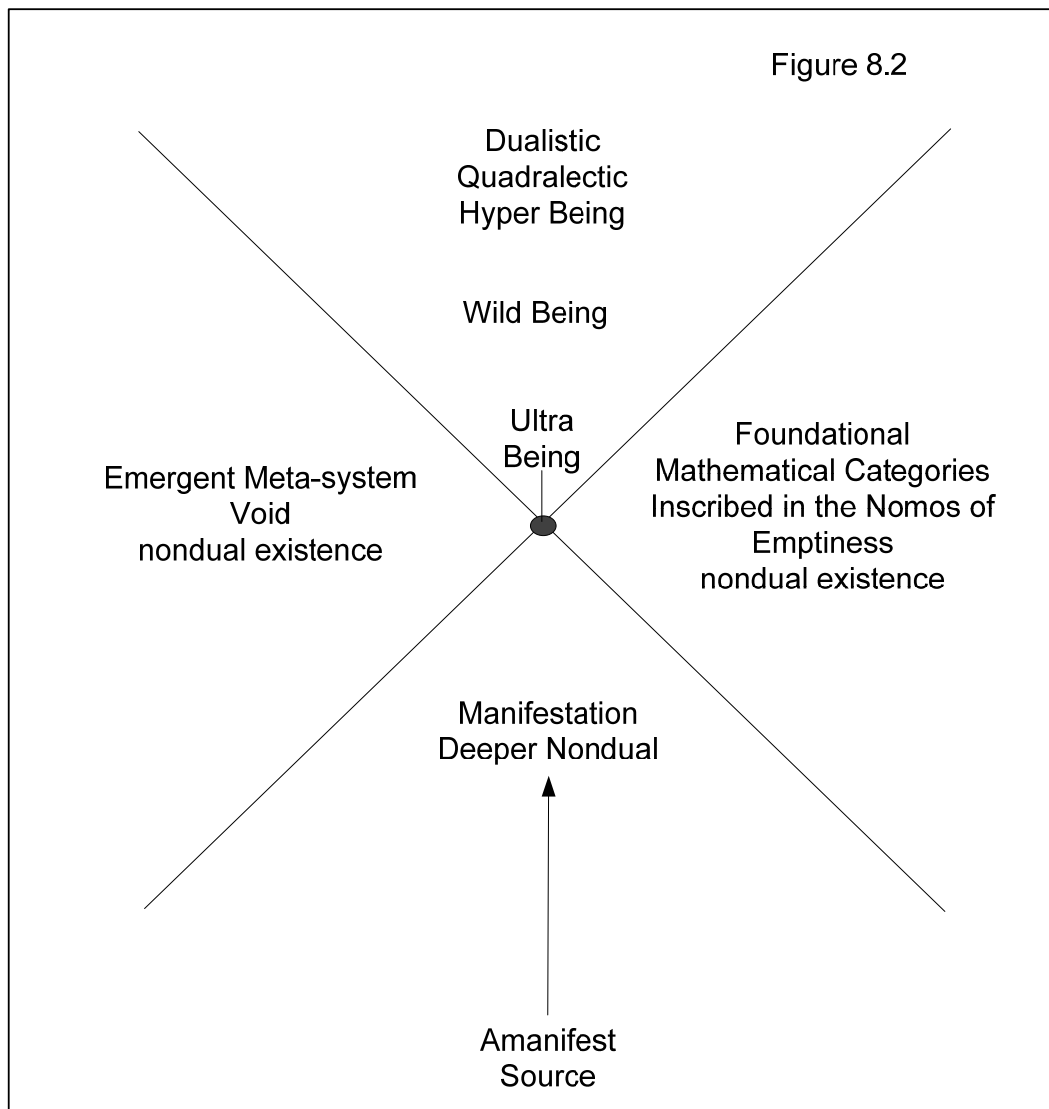 Figure 8.2
Dualistic
Quadralectic
Hyper Being
Wild Being
Ultra
Being
Emergent Meta-system
Void
nondual existence
Foundational
Mathematical Categories
Inscribed in the Nomos of
Emptiness
nondual existence
Manifestation
Deeper Nondual
Amanifest
Source